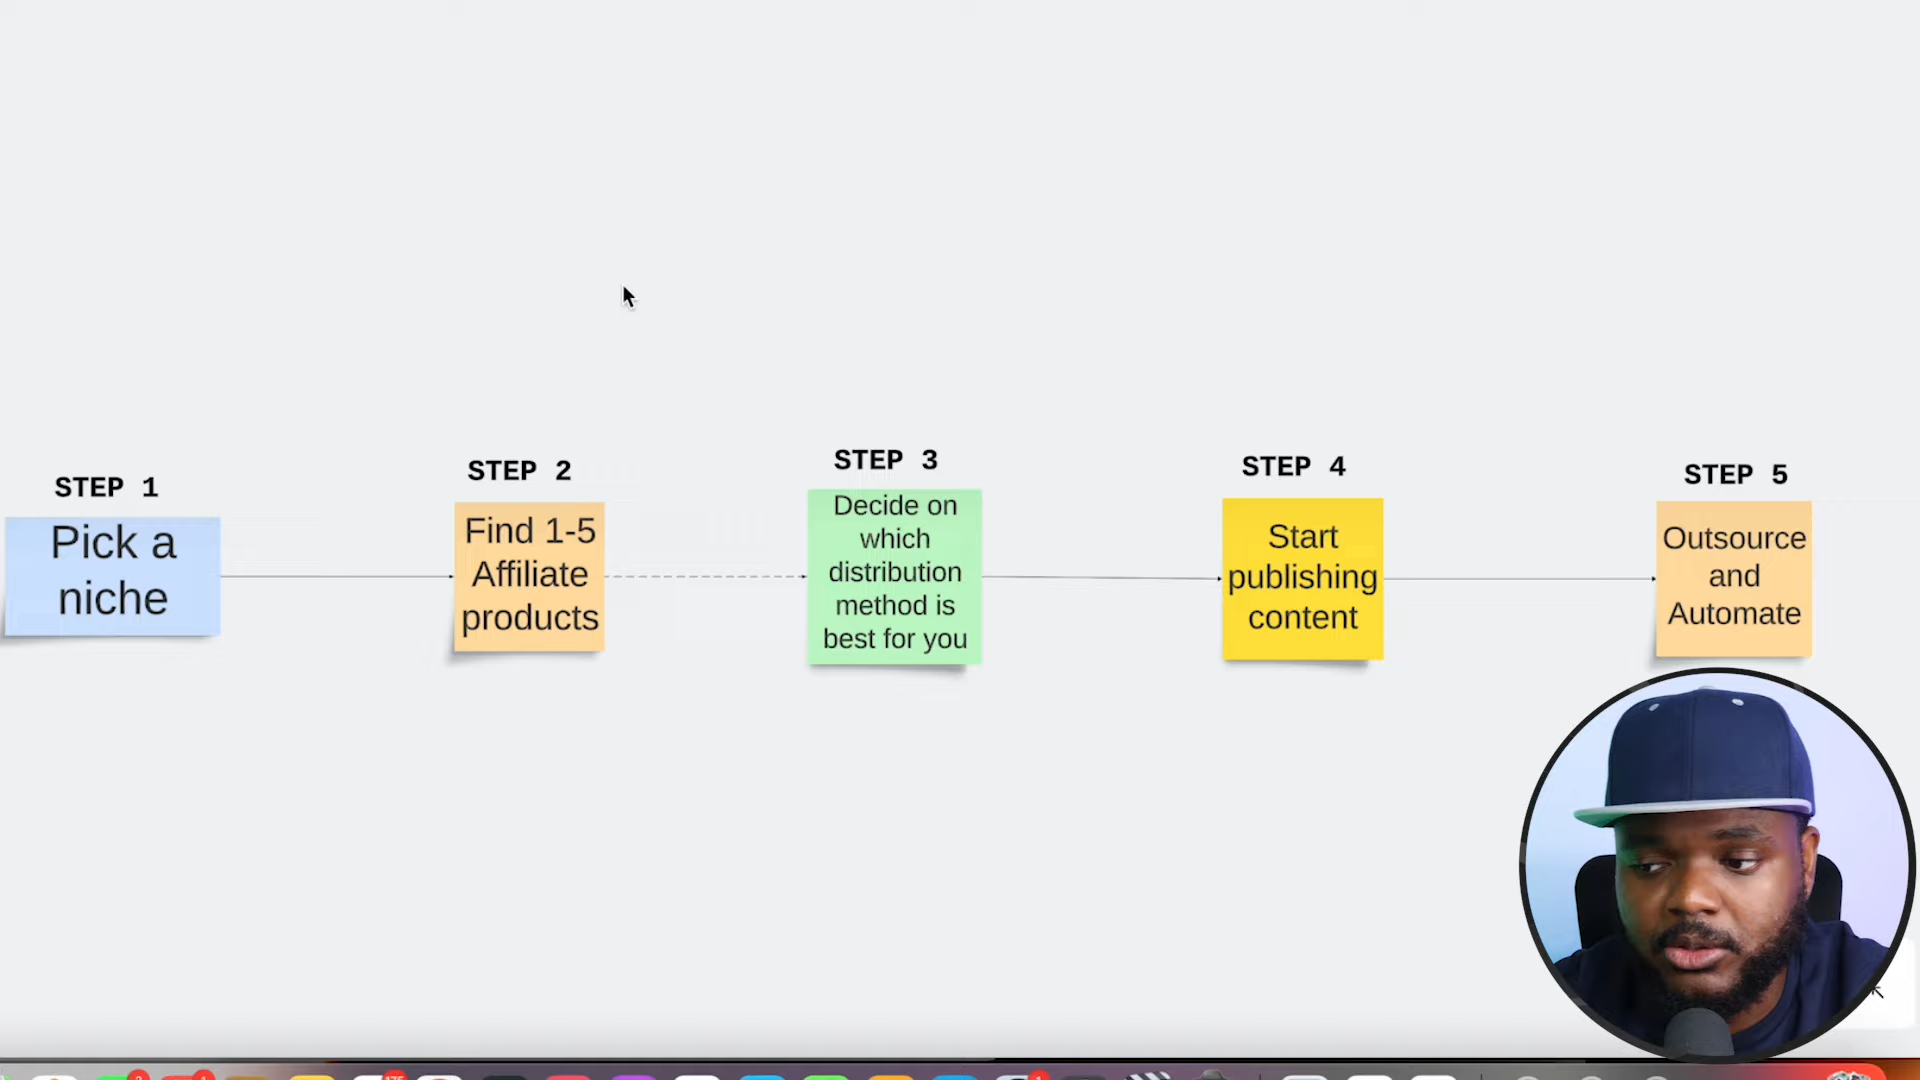 STEP 1
Pick a
niche
STEP 2
Find 1-5
Affiliate
products
STEP 3
Decide on
which
distribution
method is
best for you
STEP 4
Start
publishing
content
STEP 5
Outsource
and
Automate